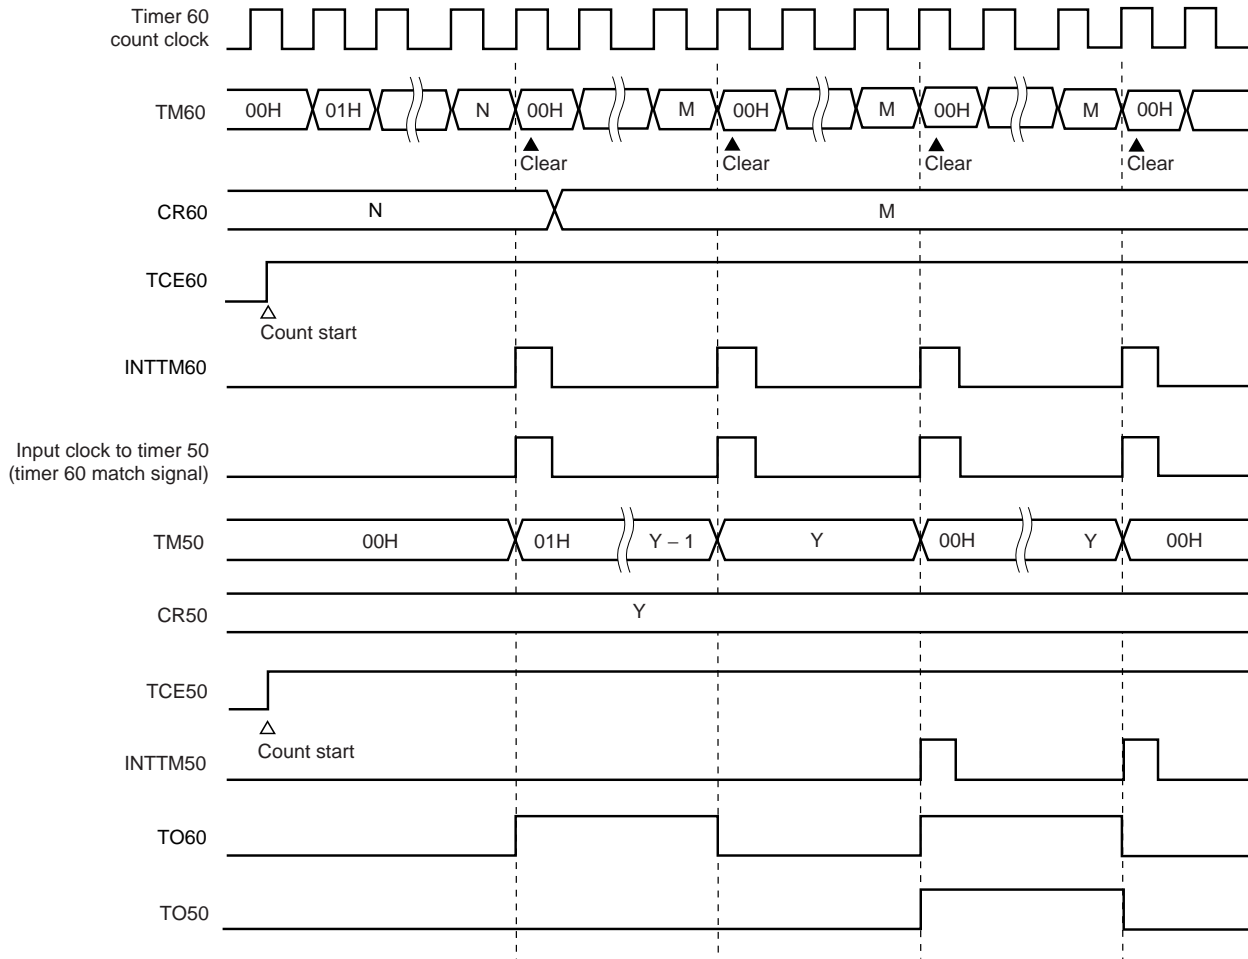 Timer 60
count clock
TM60 00H 01H N 00H M 00H M 00H M 00H
Clear Clear Clear Clear
CR60 N M
TCE60
Count start
INTTM60
Input clock to timer 50
(timer 60 match signal)
TM50 00H 01H Y – 1 Y 00H Y 00H
CR50 Y
TCE50
Count start
INTTM50
TO60
TO50